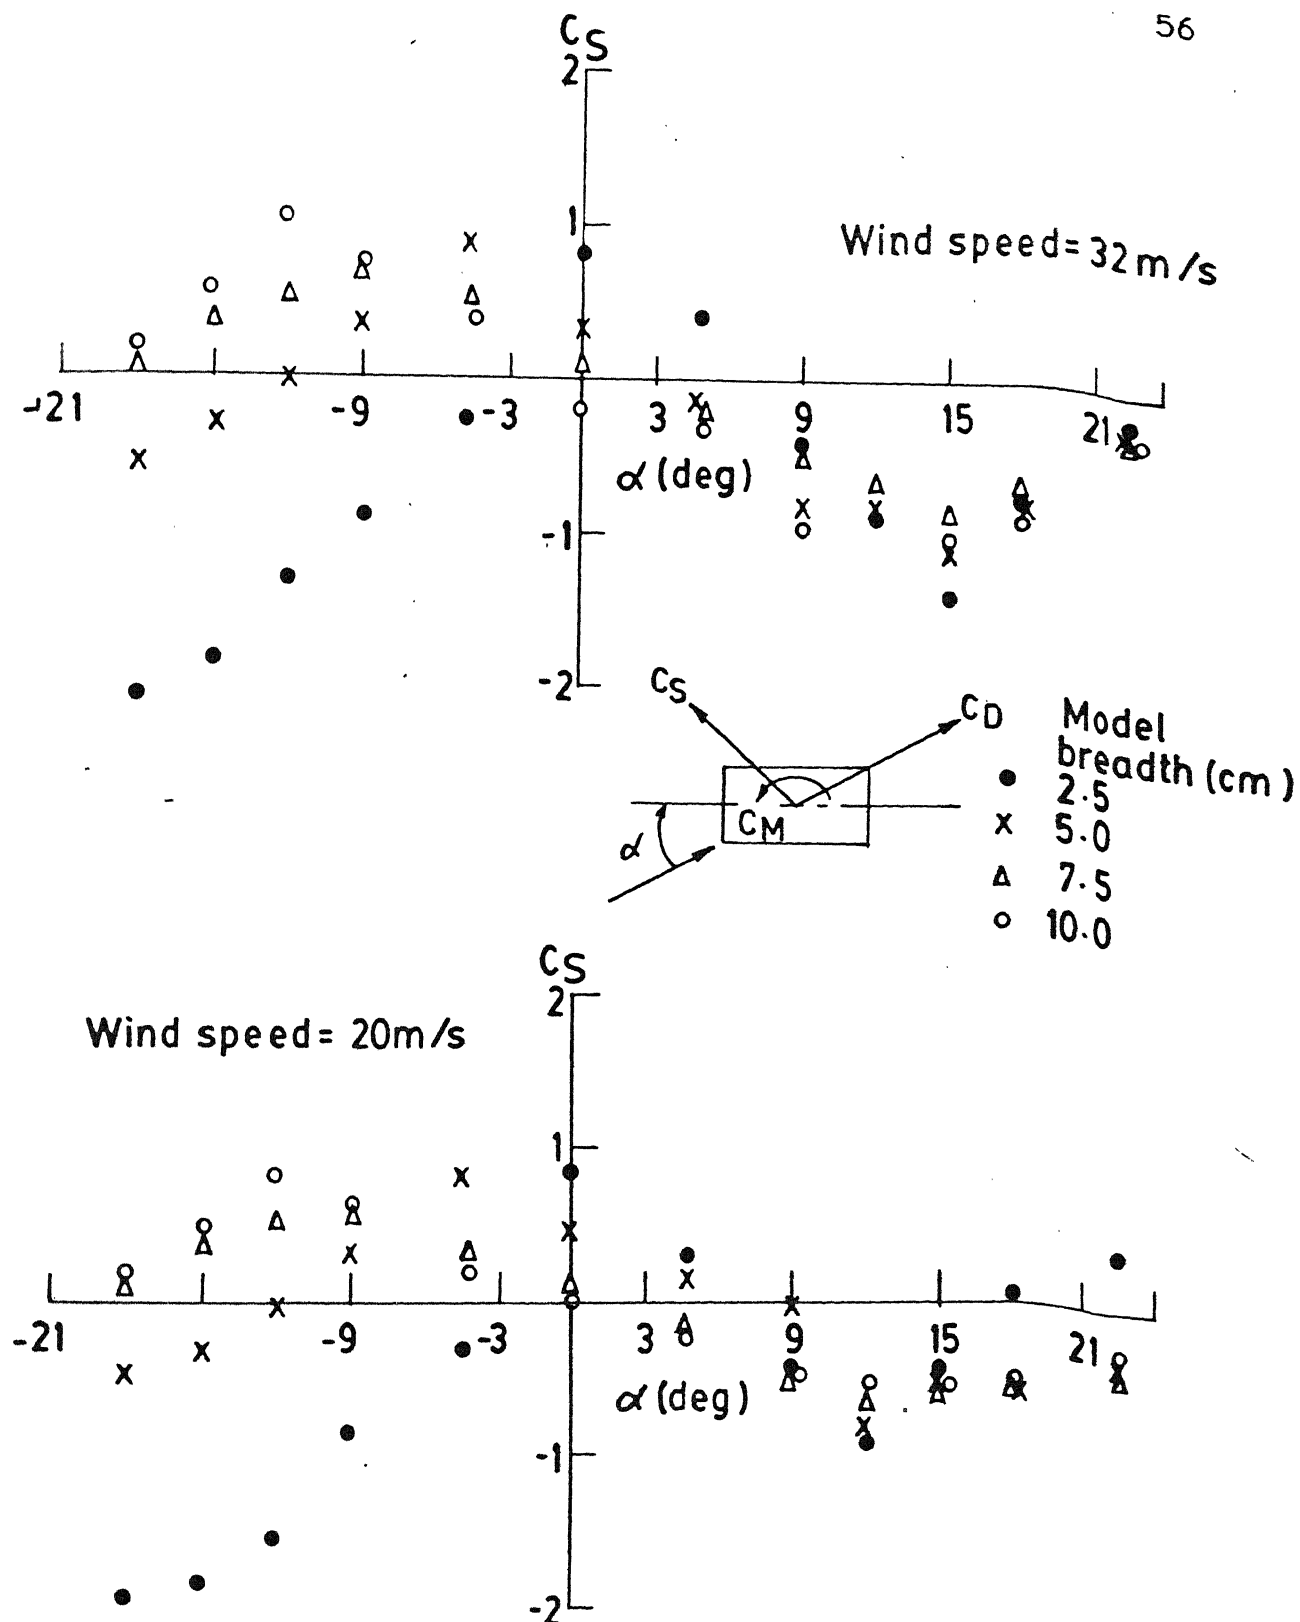 56
CS
2
1
Wind speed = 32 m/s
-21 -9 -3 3 9 15 21
α (deg)
-1
-2
CS
CD
CM
α
Model
breadth (cm)
● 2.5
x 5.0
Δ 7.5
○ 10.0
CS
2
Wind speed = 20m/s
1
-21 -9 -3 3 9 15 21
α (deg)
-1
-2